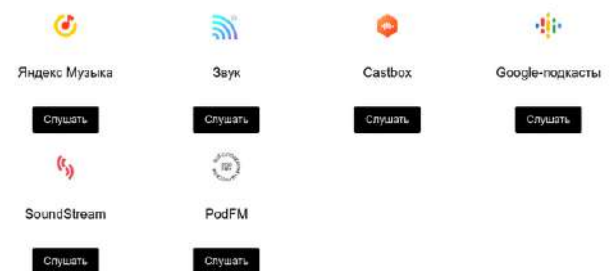 Яндекс Музыка
Звук
Castbox
Google-подкасты
Слушать
Слушать
Слушать
Слушать
SoundStream
PodFM
Слушать
Слушать